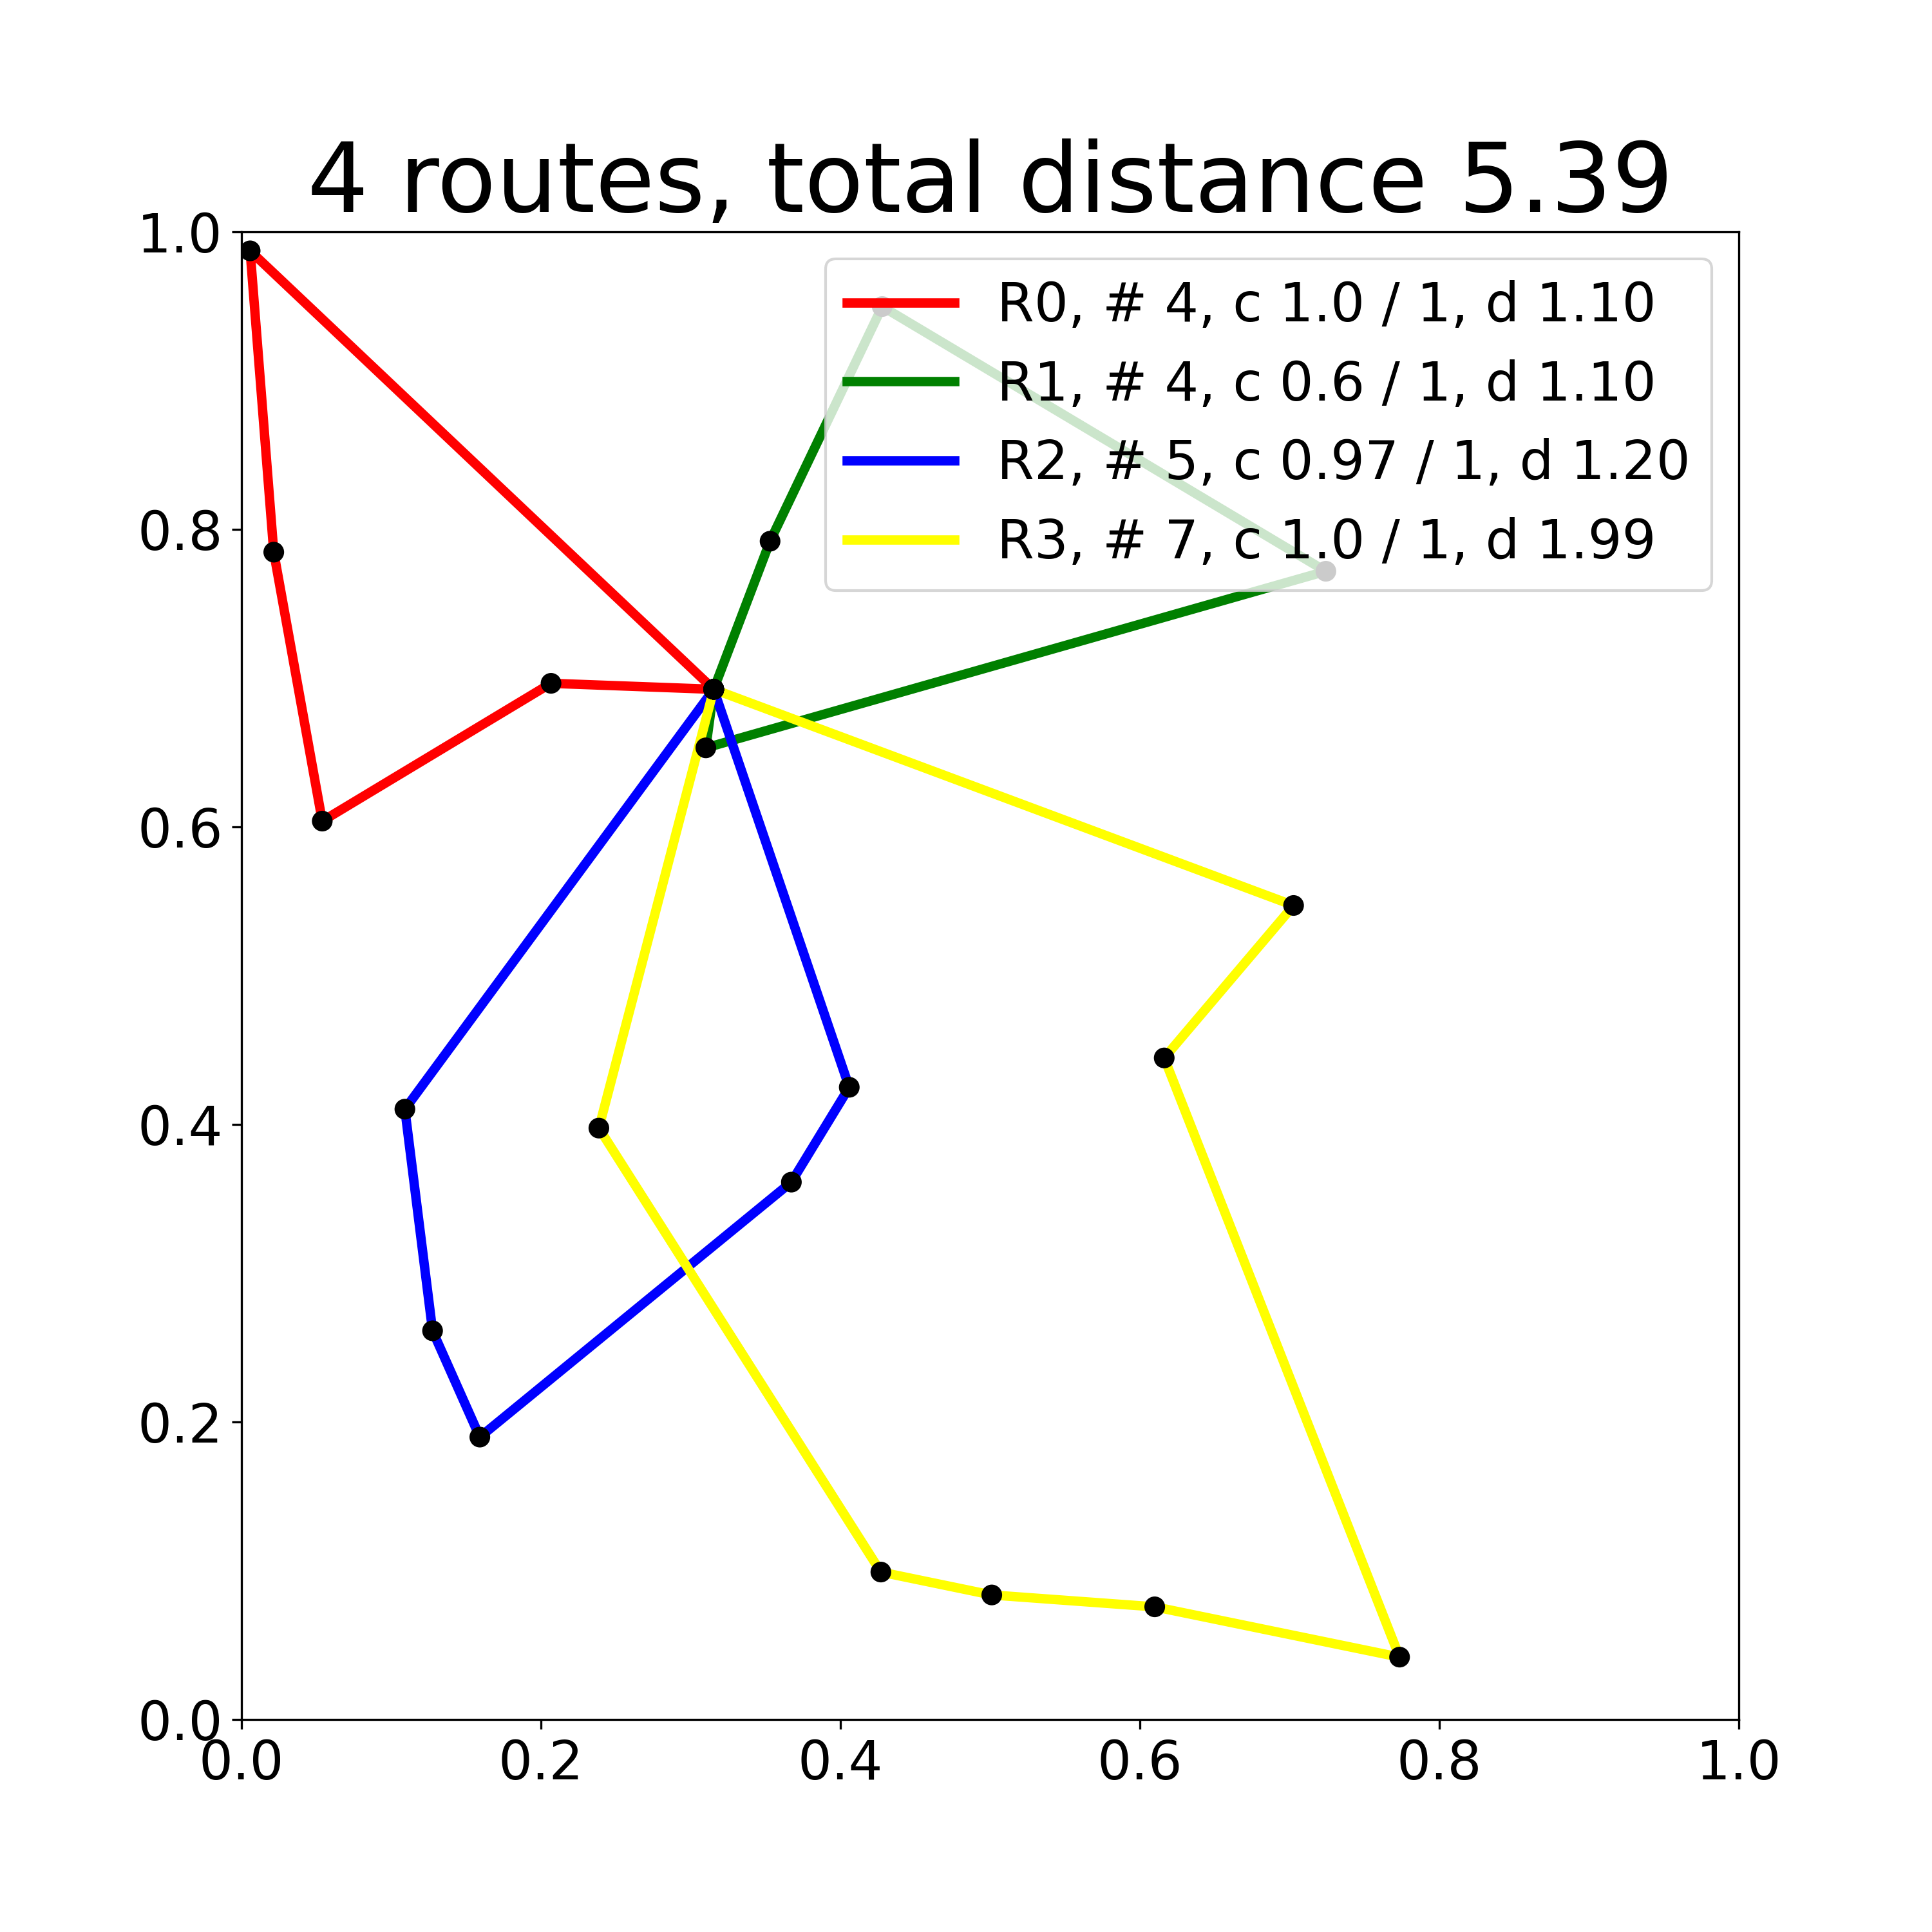 4 routes, total distance 5.39
R0, # 4, c 1.0 / 1, d 1.10
R1, # 4, c 0.6 / 1, d 1.10
R2, # 5, c 0.97 / 1, d 1.20
R3, # 7, c 1.0 / 1, d 1.99
1.0
0.8
0.6
0.4
0.2
0.0
0.0 0.2 0.4 0.6 0.8 1.0